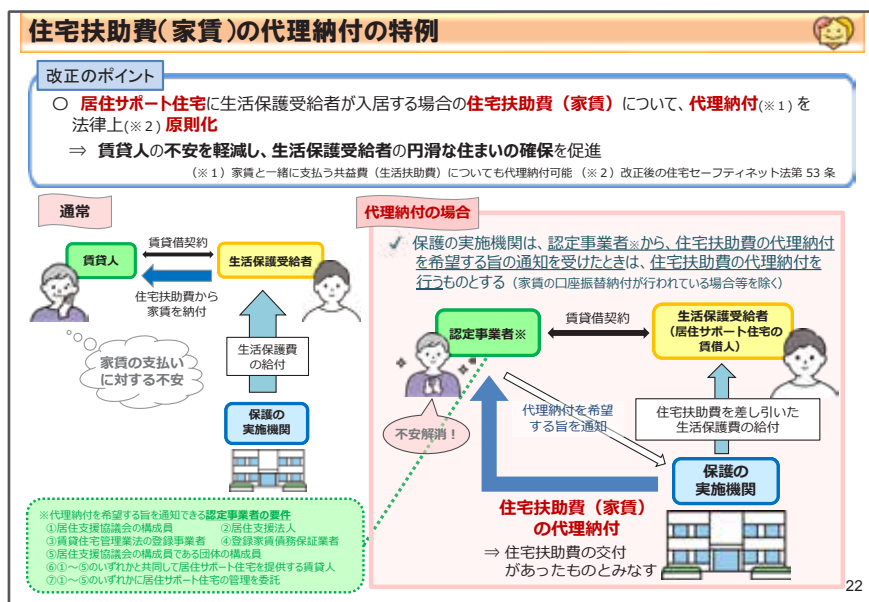 住宅扶助費(家賃)の代理納付の特例
改正のポイント
○ 居住サポート住宅に生活保護受給者が入居する場合の住宅扶助費（家賃）について、代理納付(※1)を
法律上(※2) 原則化
⇒ 賃貸人の不安を軽減し、生活保護受給者の円滑な住まいの確保を促進
（※1）家賃と一緒に支払う共益費（生活扶助費）についても代理納付可能（※2）改正後の住宅セーフティネット法第 53 条
通常
賃貸人
賃貸借契約
生活保護受給者
住宅扶助費から
家賃を納付
家賃の支払い
に対する不安
生活保護費
の給付
保護の
実施機関
※代理納付を希望する旨を通知できる認定事業者の要件
①居住支援協議会の構成員 ②居住支援法人
③賃貸住宅管理業法の登録事業者 ④登録家賃債務保証業者
⑤居住支援協議会の構成員である団体の構成員
⑥①～⑤のいずれかと共同して居住サポート住宅を提供する賃貸人
⑦①～⑤のいずれかに居住サポート住宅の管理を委託
代理納付の場合
✓ 保護の実施機関は、認定事業者※から、住宅扶助費の代理納付
を希望する旨の通知を受けたときは、住宅扶助費の代理納付を
行うものとする（家賃の口座振替納付が行われている場合等を除く）
認定事業者※
賃貸借契約
生活保護受給者
（居住サポート住宅の
賃借人）
不安解消！
代理納付を希望
する旨を通知
住宅扶助費を差し引いた
生活保護費の給付
保護の
実施機関
住宅扶助費（家賃）
の代理納付
⇒ 住宅扶助費の交付
があったものとみなす
22